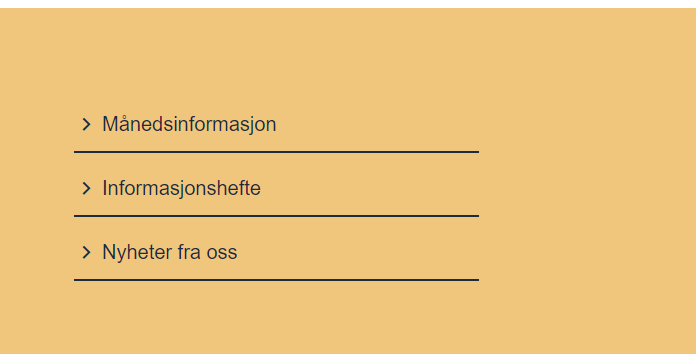 Månedsinformasjon
Informasjonshefte
Nyheter fra oss